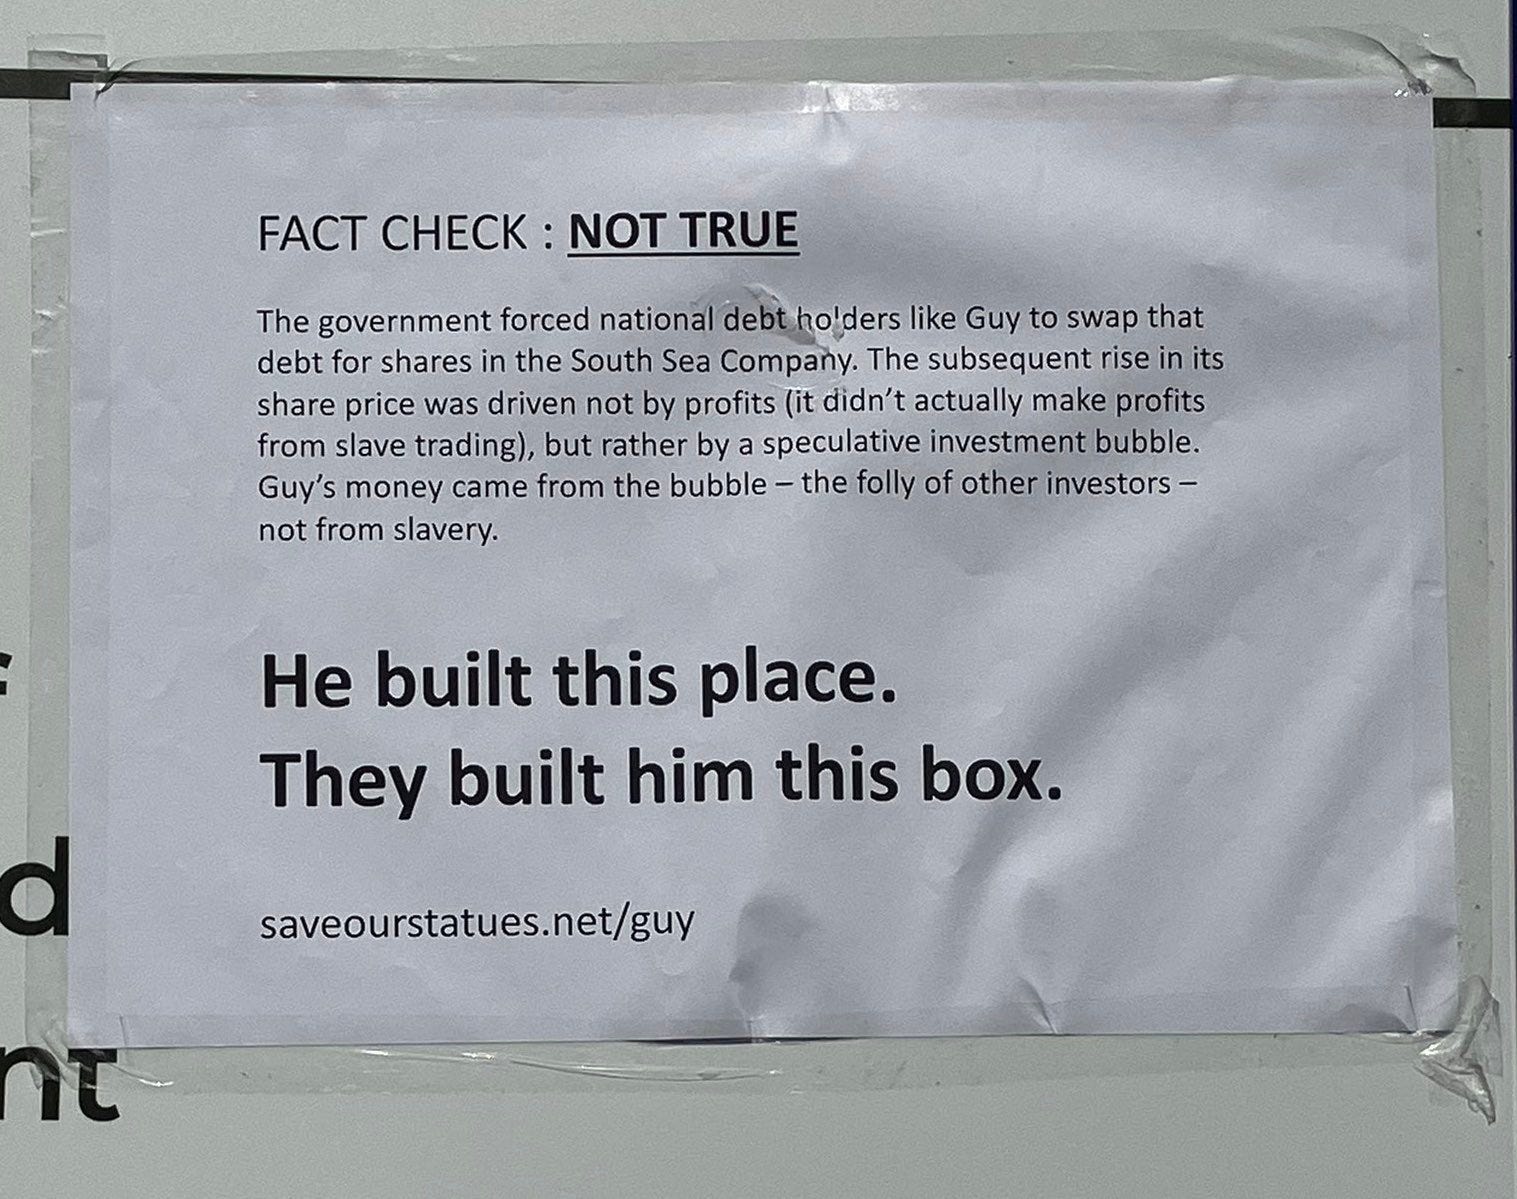 FACT CHECK : NOT TRUE
The government forced national debt holders like Guy to swap that
debt for shares in the South Sea Company. The subsequent rise in its
share price was driven not by profits (it didn't actually make profits
from slave trading), but rather by a speculative investment bubble.
Guy's money came from the bubble – the folly of other investors –
not from slavery.
He built this place.
They built him this box.
saveourstatues.net/guy
d
nt